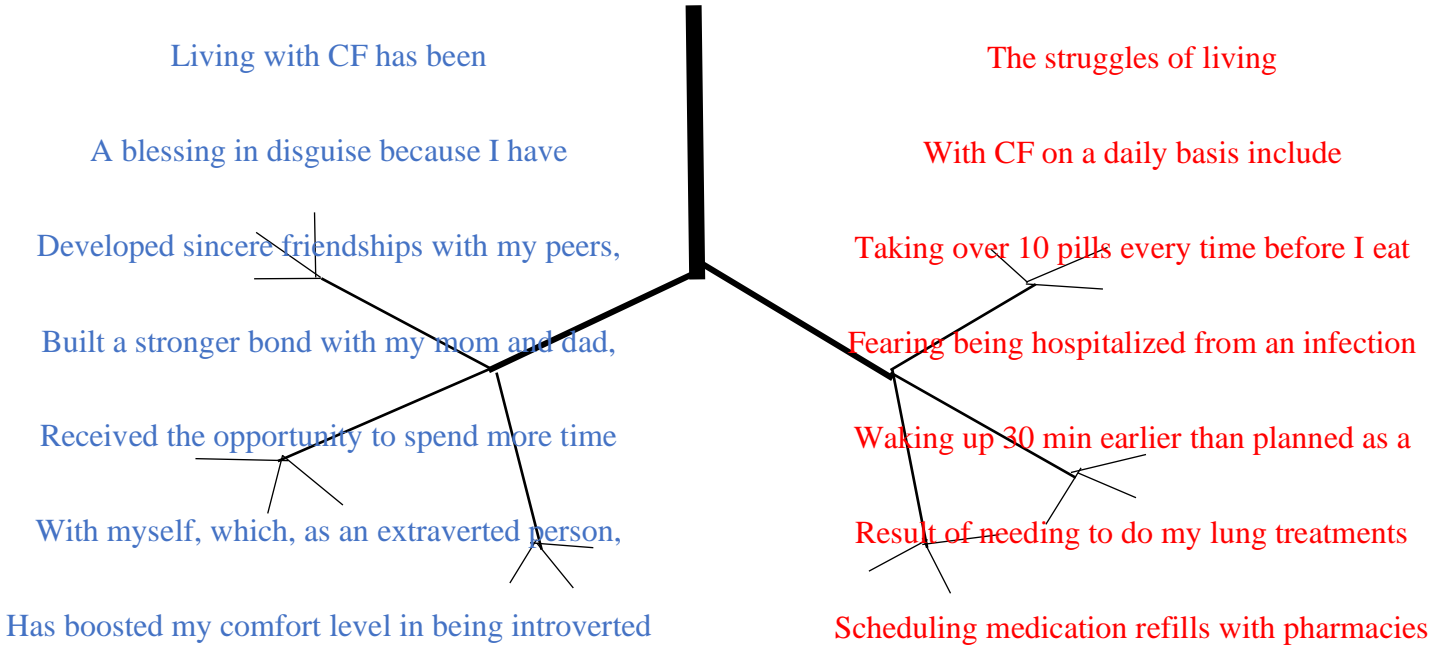 Living with CF has been
A blessing in disguise because I have
Developed sincere friendships with my peers,
Built a stronger bond with my mom and dad,
Received the opportunity to spend more time
With myself, which, as an extraverted person,
Has boosted my comfort level in being introverted
The struggles of living
With CF on a daily basis include
Taking over 10 pills every time before I eat
Fearing being hospitalized from an infection
Waking up 30 min earlier than planned as a
Result of needing to do my lung treatments
Scheduling medication refills with pharmacies